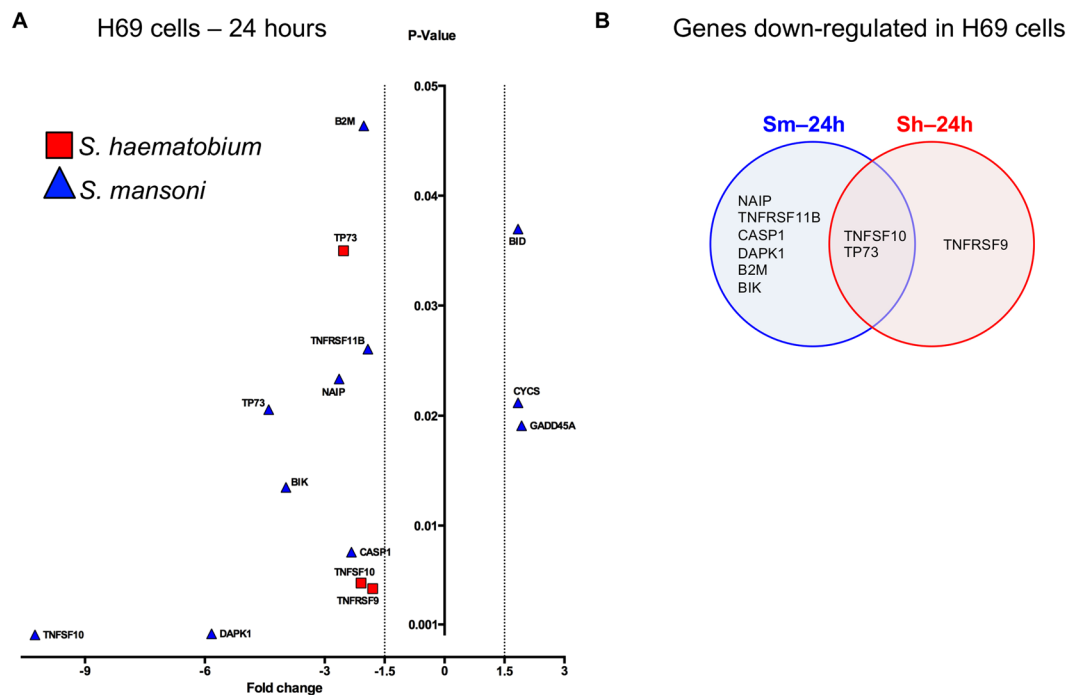 A
H69 cells – 24 hours
P-Value
S. haematobium
S. mansoni
0.05
0.04
0.03
0.02
0.01
0.001
B2M
TP73
BID
TNFRSF11B
NAIP
TP73
CYCS
GADD45A
BIK
CASP1
TNFSF10
TNFRSF9
TNFSF10
DAPK1
-9
-6
-3
-1.5
0
1.5
3
Fold change
B
Genes down-regulated in H69 cells
Sm–24h
Sh–24h
NAIP
TNFRSF11B
CASP1
DAPK1
B2M
BIK
TNFSF10
TP73
TNFRSF9